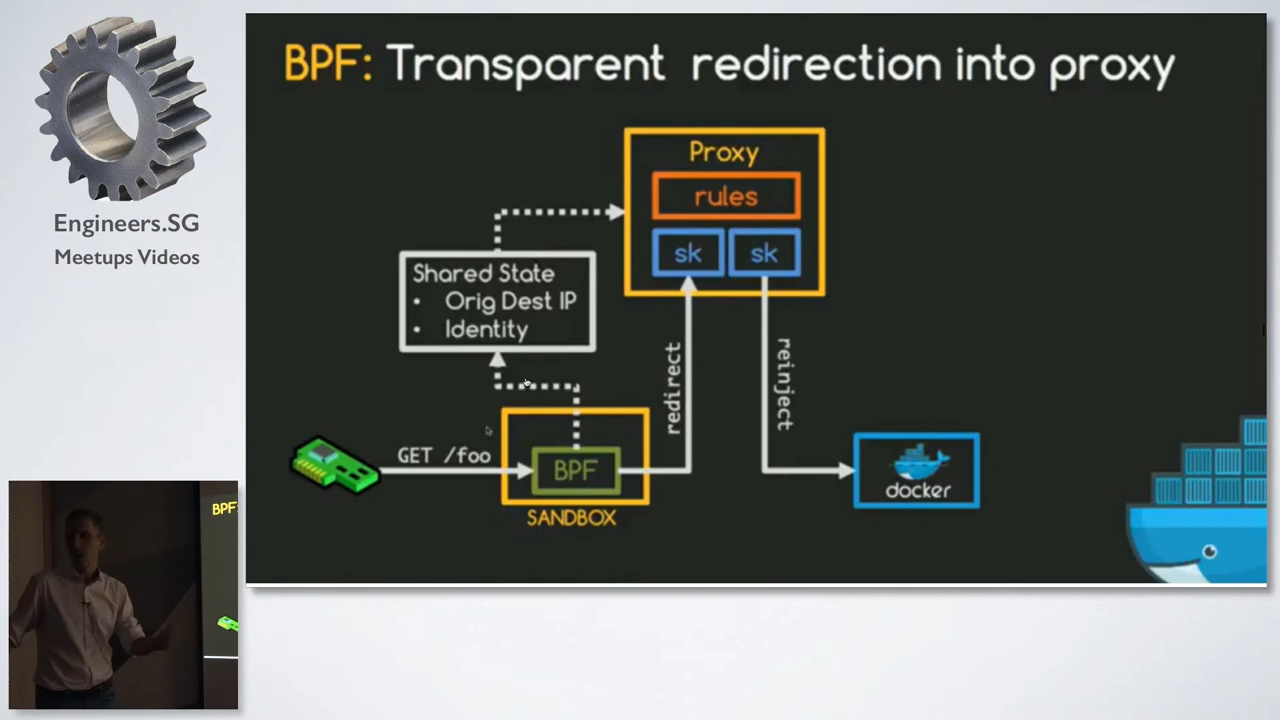 Engineers.SG
Meetups Videos
BPF: Transparent redirection into proxy
Proxy
rules
sk
sk
Shared State
• Orig Dest IP
• Identity
redirect
reinject
GET /foo
BPF
SANDBOX
docker
BPF: